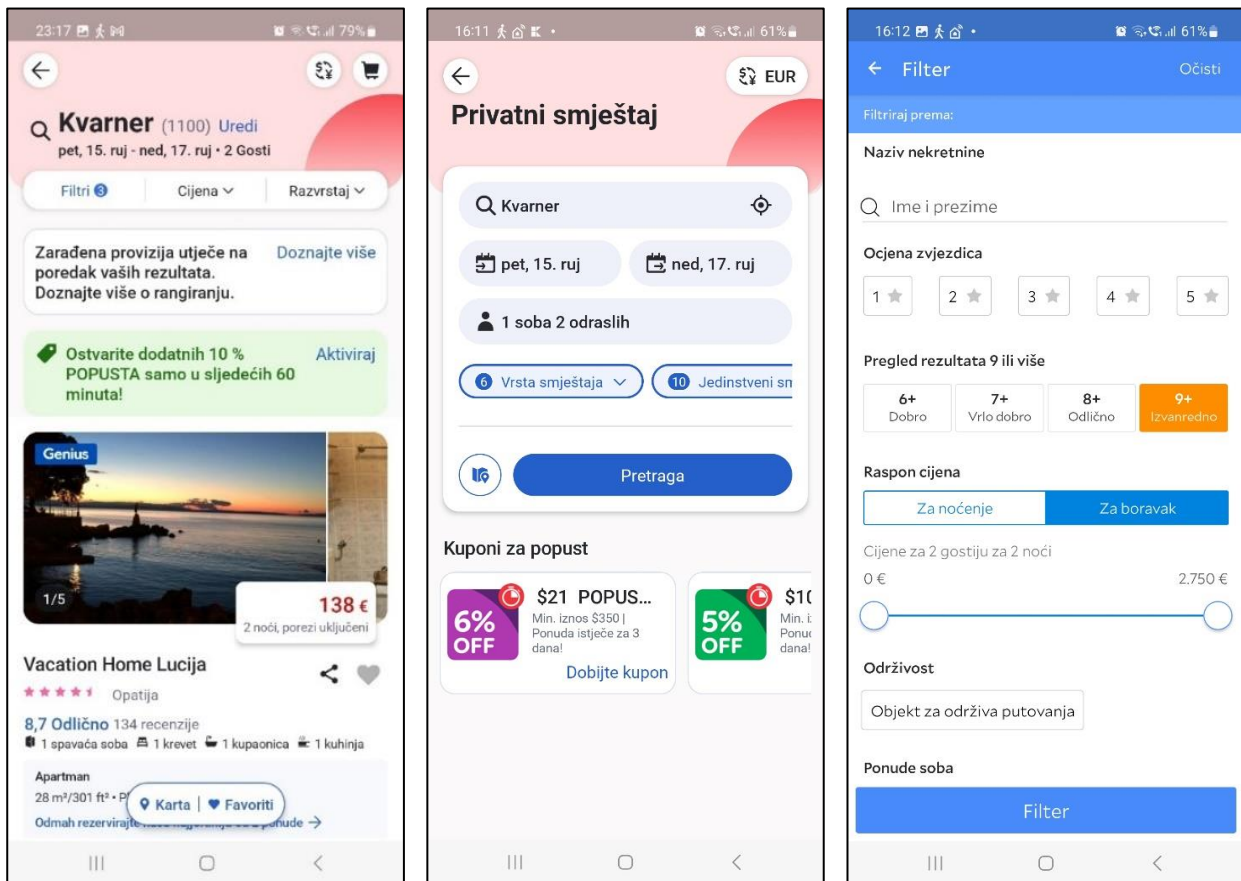 23:17
79%
Kvarner (1100) Uredi
pet, 15. ruj - ned, 17. ruj • 2 Gosti
Filtri 3
Cijena
Razvrstaj
Zarađena provizija utječe na
poredak vaših rezultata.
Doznajte više o rangiranju.
Doznajte više
Ostvarite dodatnih 10 %
POPUSTA samo u sljedećih 60
minuta!
Aktiviraj
Genius
1/5
138 €
2 noći, porezi uključeni
Vacation Home Lucija
Opatija
8,7 Odlično 134 recenzije
1 spavaća soba 1 krevet 1 kupaonica 1 kuhinja
Apartman
28 m²/301 ft² •
Karta | Favoriti
Odmah rezervirajte
16:11
61%
EUR
Privatni smještaj
Kvarner
pet, 15. ruj
ned, 17. ruj
1 soba 2 odraslih
6 Vrsta smještaja
10 Jedinstveni sm
Pretraga
Kuponi za popust
6%
OFF
$21 POPUS...
Min. iznos $350 |
Ponuda istječe za 3
dana!
Dobijte kupon
5%
OFF
$10
Min. i
Ponud
dana!
16:12
61%
Filter
Očisti
Filtriraj prema:
Naziv nekretnine
Ime i prezime
Ocjena zvjezdica
1
2
3
4
5
Pregled rezultata 9 ili više
6+
Dobro
7+
Vrlo dobro
8+
Odlično
9+
Izvanredno
Raspon cijena
Za noćenje
Za boravak
Cijene za 2 gostiju za 2 noći
0 €
2.750 €
Održivost
Objekt za održiva putovanja
Ponude soba
Filter